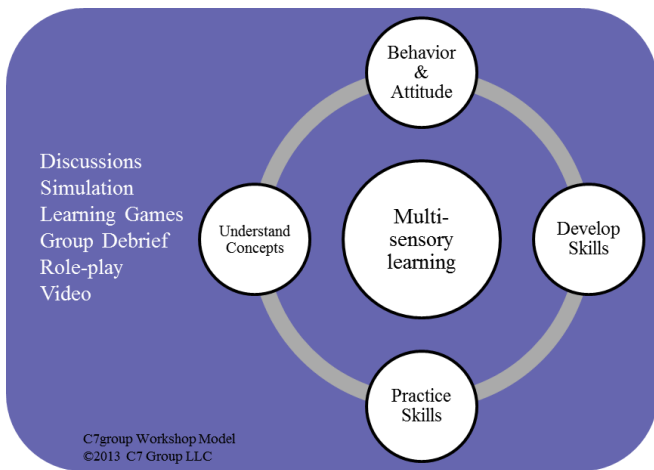 Behavior
&
Attitude
Discussions
Simulation
Learning Games
Group Debrief
Role-play
Video
Understand
Concepts
Multi-
sensory
learning
Develop
Skills
Practice
Skills
C7group Workshop Model
©2013 C7 Group LLC